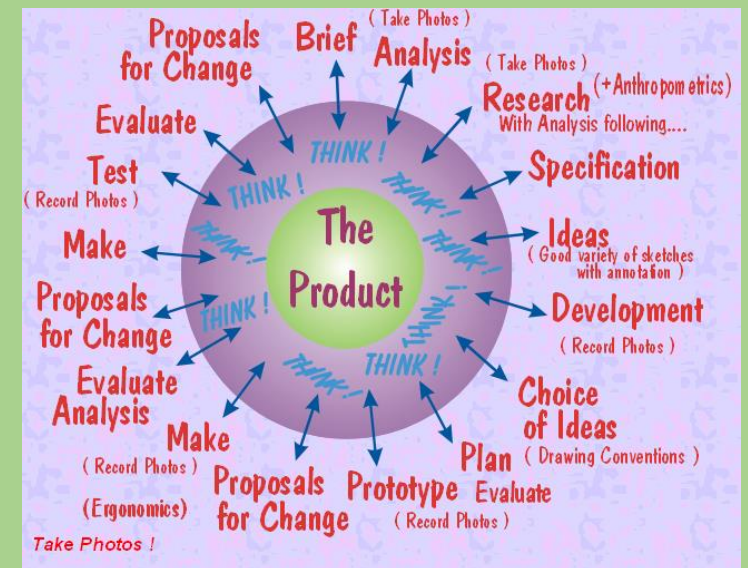 Brief
( Take Photos )
Analysis
( Take Photos )
Research (+Anthropometrics)
With Analysis following....
Specification
Ideas
( Good variety of sketches
with annotation )
Development
( Record Photos )
Choice
of Ideas
( Drawing Conventions )
Plan
Evaluate
Prototype
( Record Photos )
Proposals
for Change
Make
( Record Photos )
(Ergonomics)
Evaluate
Analysis
Proposals
for Change
Make
Test
( Record Photos )
Evaluate
Proposals
for Change
THINK !
THINK !
THINK !
THINK !
THINK !
THINK !
THINK !
THINK !
THINK !
The
Product
Take Photos !